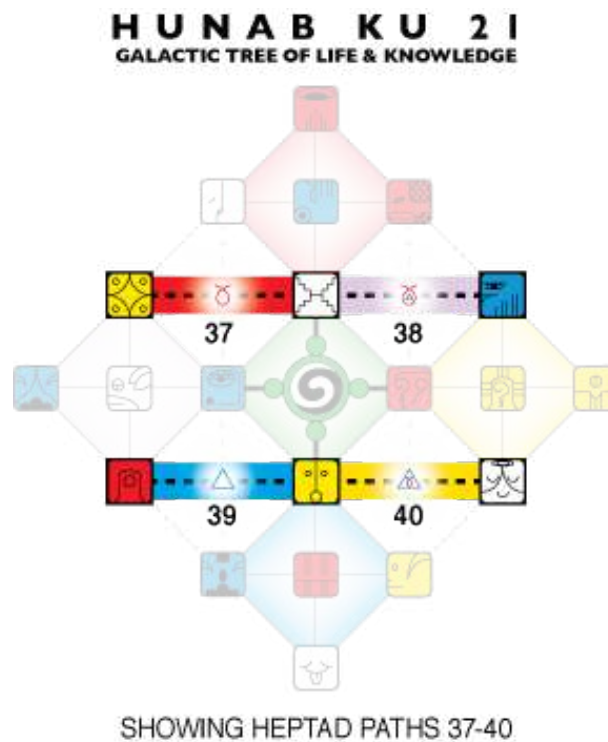 HUNAB KU 21
GALACTIC TREE OF LIFE & KNOWLEDGE
37
38
39
40
SHOWING HEPTAD PATHS 37-40